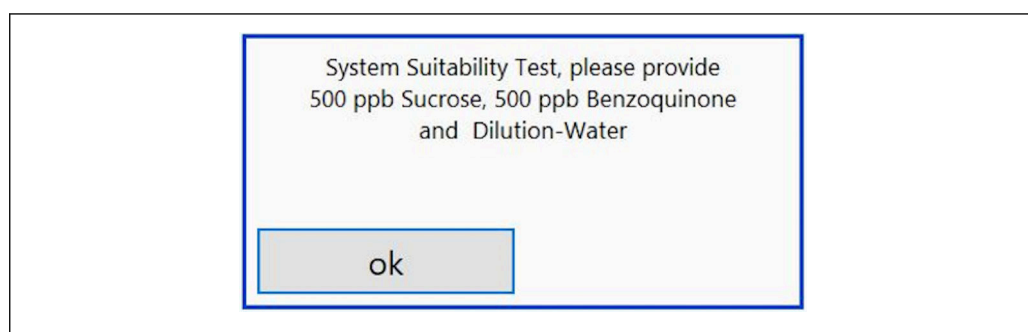 System Suitability Test, please provide
500 ppb Sucrose, 500 ppb Benzoquinone
and  Dilution-Water
ok